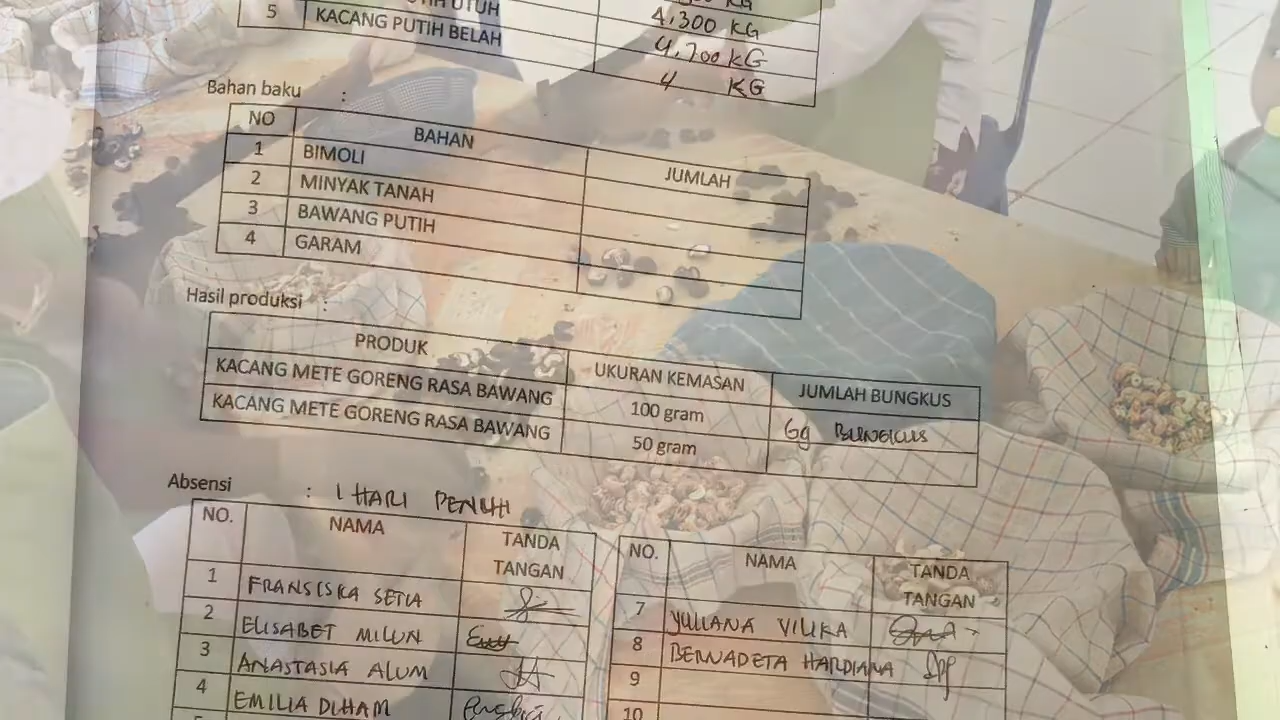 UTUH
KG
5 KACANG PUTIH BELAH 4,300 KG
4,700 KG
4 KG
Bahan baku :
NO BAHAN JUMLAH
1 BIMOLI
2 MINYAK TANAH
3 BAWANG PUTIH
4 GARAM
Hasil produksi :
PRODUK UKURAN KEMASAN JUMLAH BUNGKUS
KACANG METE GORENG RASA BAWANG 100 gram 69 BUNGKUS
KACANG METE GORENG RASA BAWANG 50 gram
Absensi : 1 HARI PENUH
NO. NAMA TANDA TANGAN
1 FRANSISKA SETIA
2 ELISABET MILUN
3 ANASTASIA ALUM
4 EMILIA DIHAM
NO. NAMA TANDA TANGAN
7 YULIANA VILIKA
8 BERNADETA HARDIANA
9
10